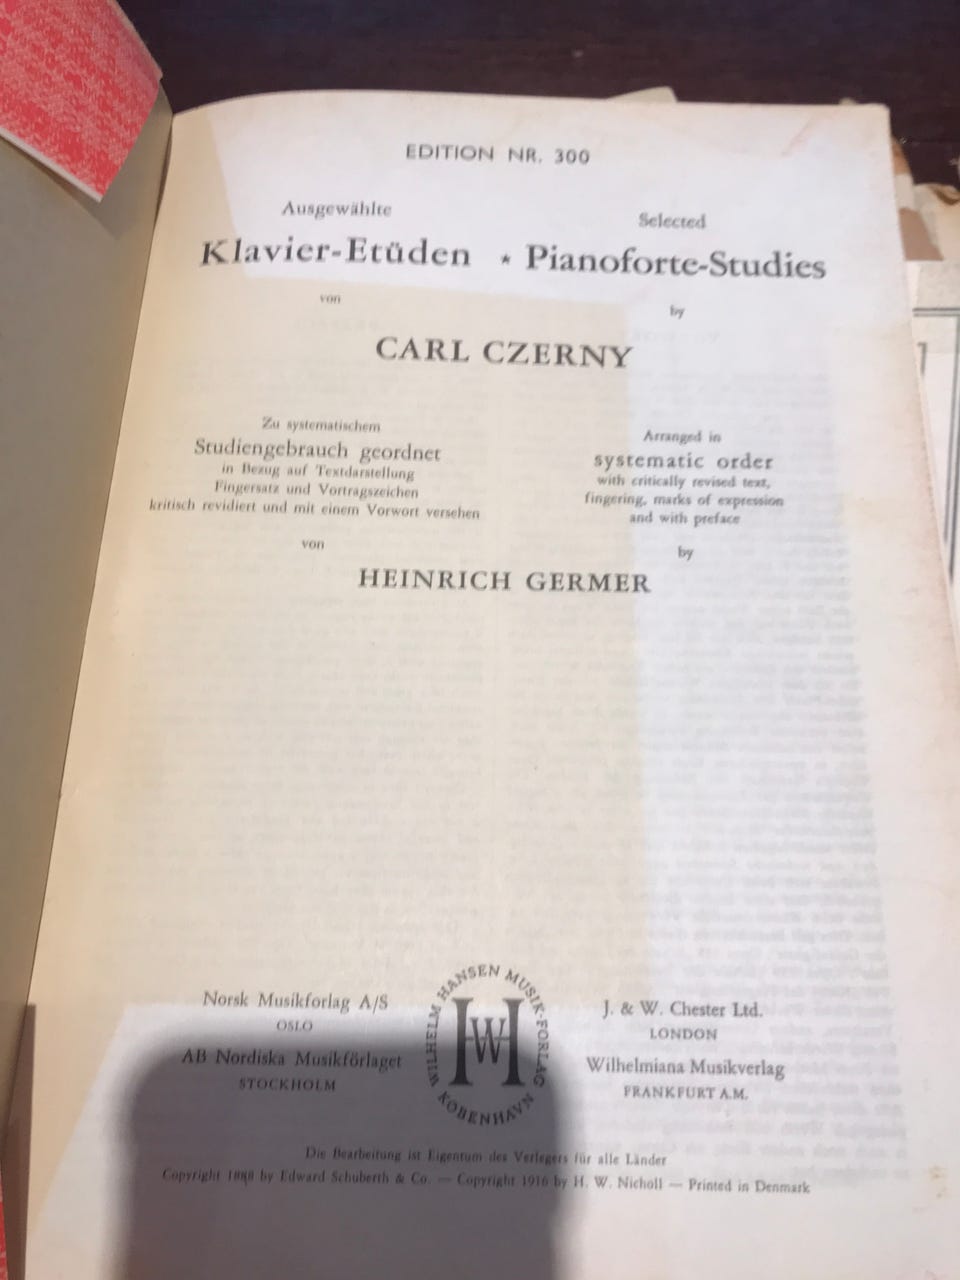 EDITION NR. 300
Ausgewählte
Selected
Klavier-Etüden * Pianoforte-Studies
von
by
CARL CZERNY
Zu systematischem
Studiengebrauch geordnet
in Bezug auf Textdarstellung
Fingersatz und Vortragszeichen
kritisch revidiert und mit einem Vorwort versehen
von
Arranged in
systematic order
with critically revised text,
fingering, marks of expression
and with preface
by
HEINRICH GERMER
Norsk Musikforlag A/S
OSLO
AB Nordiska Musikförlaget
STOCKHOLM
WILHELM HANSEN MUSIK-FORLAG
KØBENHAVN
WH
J. & W. Chester Ltd.
LONDON
Wilhelmiana Musikverlag
FRANKFURT A.M.
Die Bearbeitung ist Eigentum des Verlegers für alle Länder
Copyright 1888 by Edward Schuberth & Co. — Copyright 1916 by H. W. Nicholl — Printed in Denmark